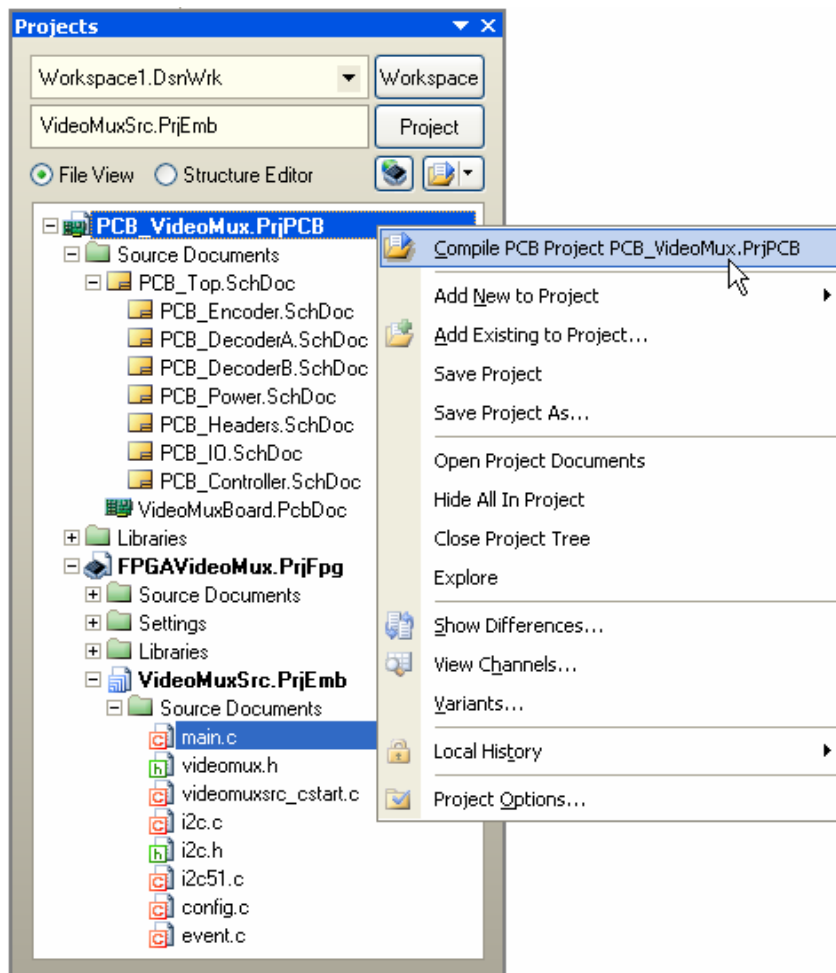 Projects
Workspace1.DsnWrk
Workspace
VideoMuxSrc.PrjEmb
Project
File View
Structure Editor
PCB_VideoMux.PrjPCB
Source Documents
PCB_Top.SchDoc
PCB_Encoder.SchDoc
PCB_DecoderA.SchDoc
PCB_DecoderB.SchDoc
PCB_Power.SchDoc
PCB_Headers.SchDoc
PCB_IO.SchDoc
PCB_Controller.SchDoc
VideoMuxBoard.PcbDoc
Libraries
FPGAVideoMux.PrjFpg
Source Documents
Settings
Libraries
VideoMuxSrc.PrjEmb
Source Documents
main.c
videomux.h
videomuxsrc_cstart.c
i2c.c
i2c.h
i2c51.c
config.c
event.c
Compile PCB Project PCB_VideoMux.PrjPCB
Add New to Project
Add Existing to Project...
Save Project
Save Project As...
Open Project Documents
Hide All In Project
Close Project Tree
Explore
Show Differences...
View Channels...
Variants...
Local History
Project Options...